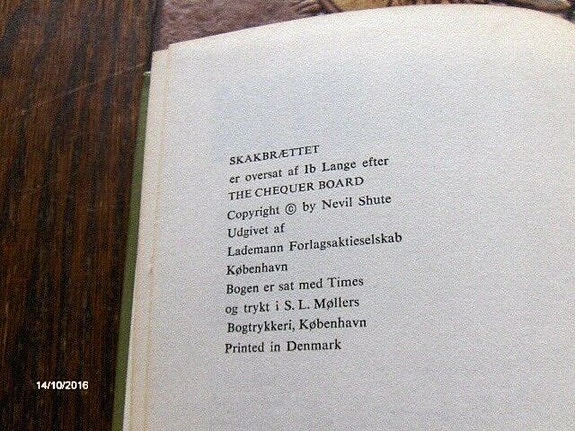 SKAKBRÆTTET
er oversat af Ib Lange efter
THE CHEQUER BOARD
Copyright © by Nevil Shute
Udgivet af
Lademann Forlagsaktieselskab
København
Bogen er sat med Times
og trykt i S. L. Møllers
Bogtrykkeri, København
Printed in Denmark
14/10/2016